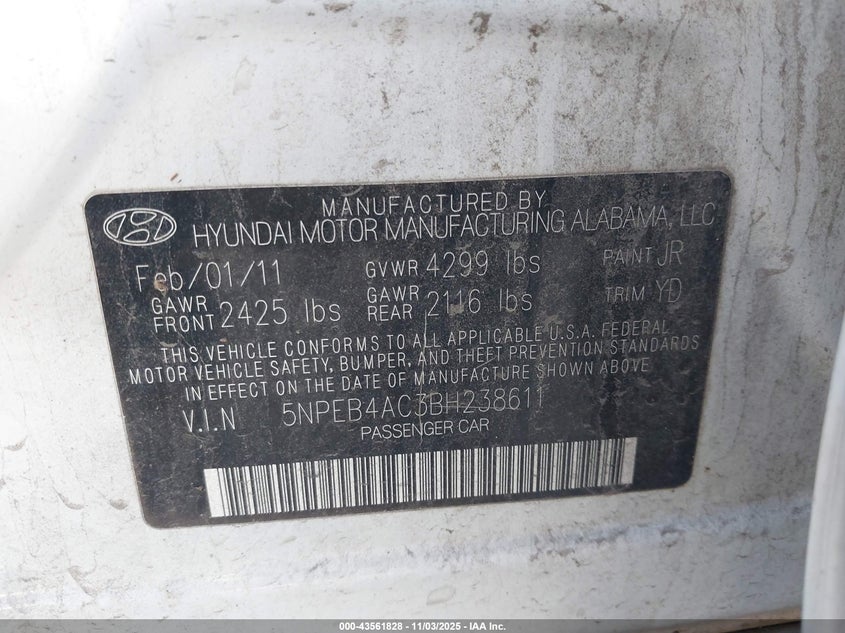 MANUFACTURED BY
HYUNDAI MOTOR MANUFACTURING ALABAMA, LLC
Feb/01/11 GVWR 4299 lbs PAINT JR
GAWR FRONT 2425 lbs GAWR REAR 2116 lbs TRIM YD
THIS VEHICLE CONFORMS TO ALL APPLICABLE U.S.A. FEDERAL
MOTOR VEHICLE SAFETY, BUMPER, AND THEFT PREVENTION STANDARDS
IN EFFECT ON THE DATE OF MANUFACTURE SHOWN ABOVE
V.I.N 5NPEB4AC3BH238611
PASSENGER CAR
000-43561828 - 11/03/2025 - IAA Inc.